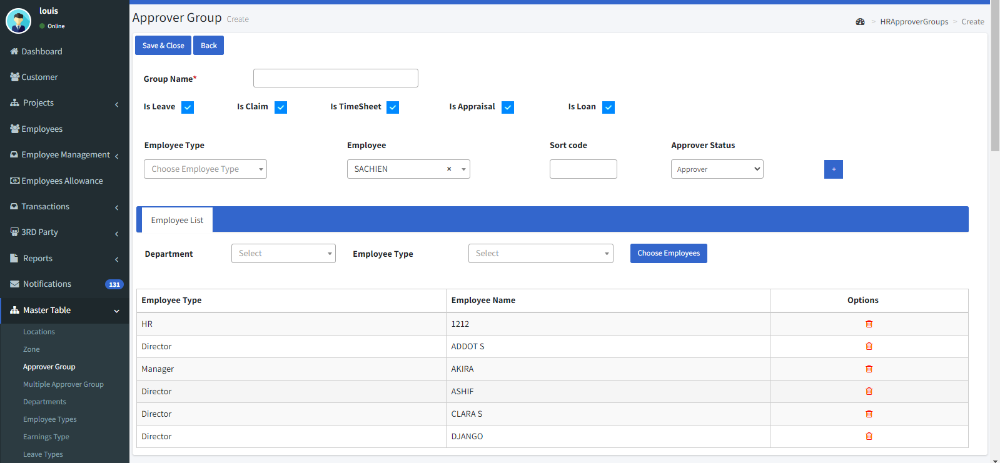 louis
Online
Dashboard
Customer
Projects
Employees
Employee Management
Employees Allowance
Transactions
3RD Party
Reports
Notifications 131
Master Table
Locations
Zone
Approver Group
Multiple Approver Group
Departments
Employee Types
Earnings Type
Leave Types
Approver Group Create
> HRApproverGroups > Create
Save & Close Back
Group Name*
Is Leave Is Claim Is TimeSheet Is Appraisal Is Loan
Employee Type Employee Sort code Approver Status
Choose Employee Type SACHIEN × Approver +
Employee List
Department Select Employee Type Select Choose Employees
Employee Type Employee Name Options
HR 1212
Director ADDOT S
Manager AKIRA
Director ASHIF
Director CLARA S
Director DJANGO